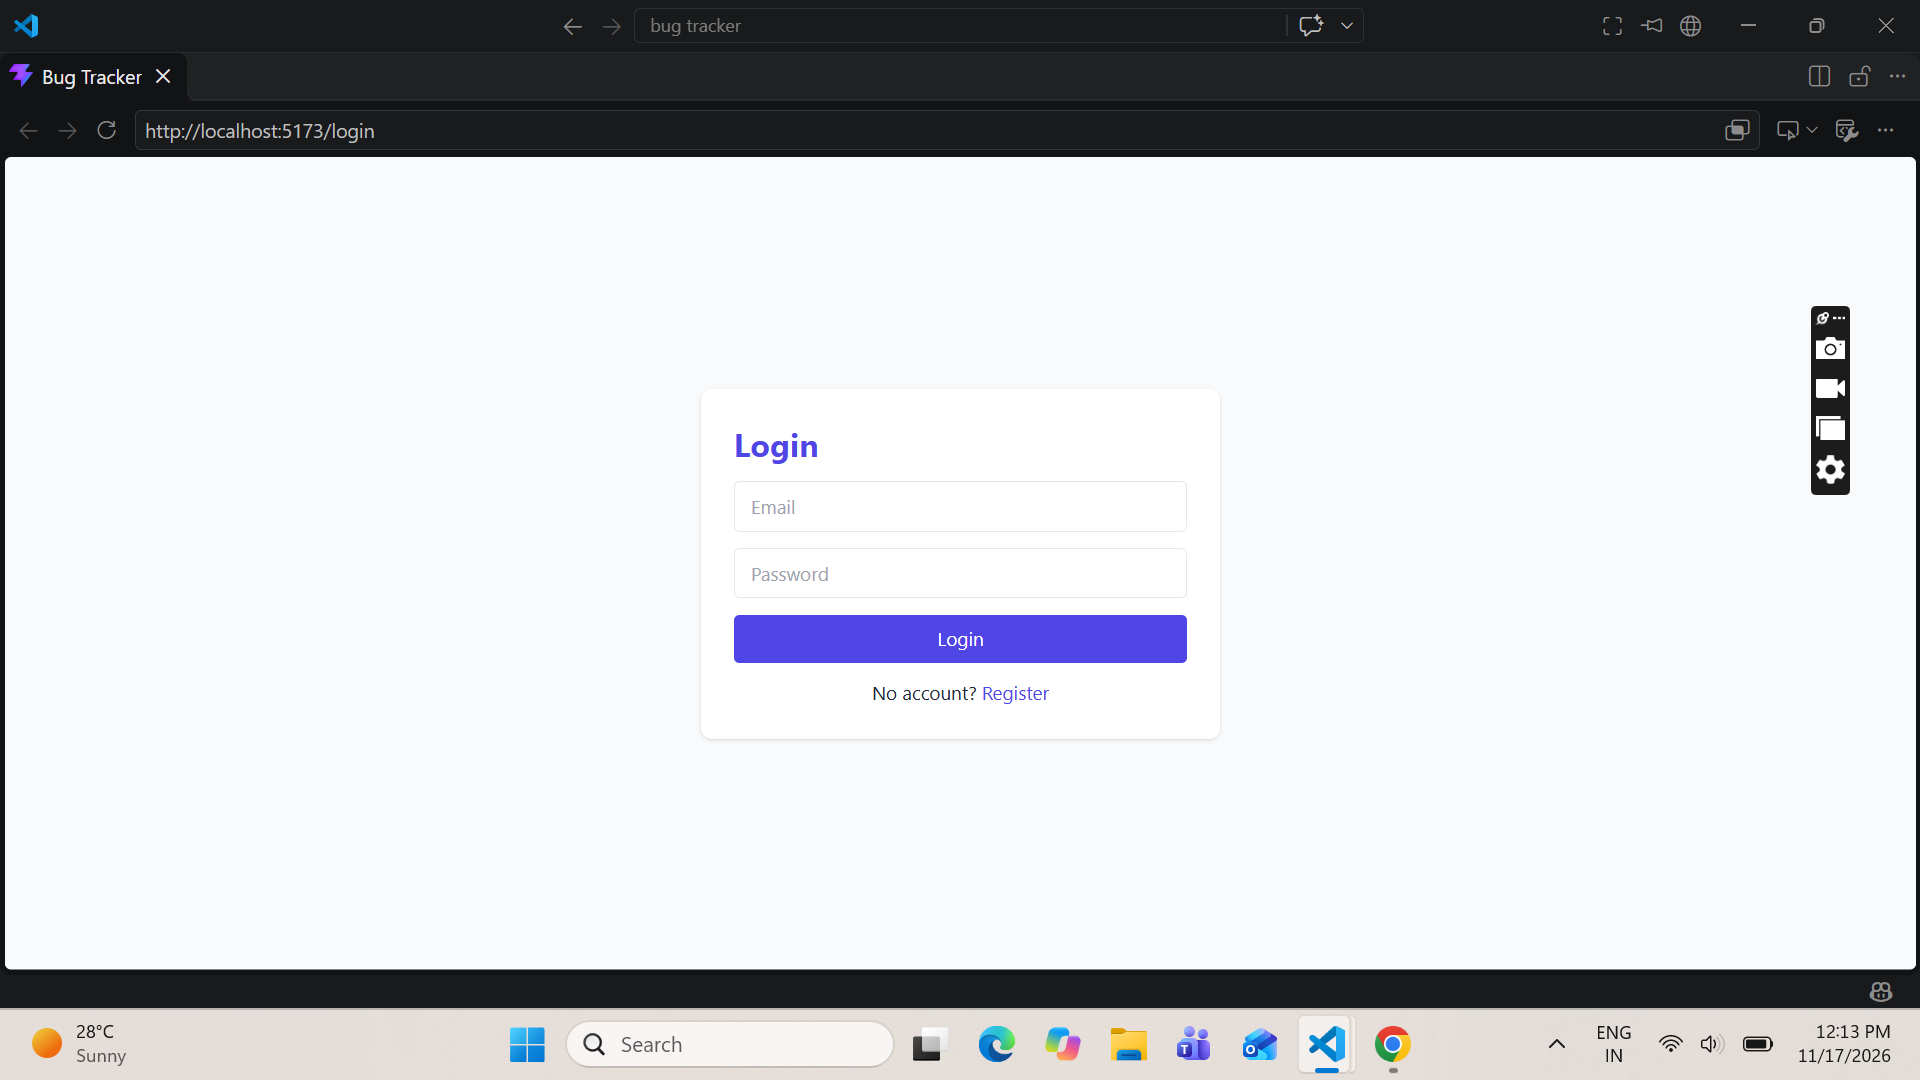 bug tracker
Bug Tracker
http://localhost:5173/login
Login
Email
Password
Login
No account? Register
28°C
Sunny
Search
ENG
IN
12:13 PM
11/17/2026